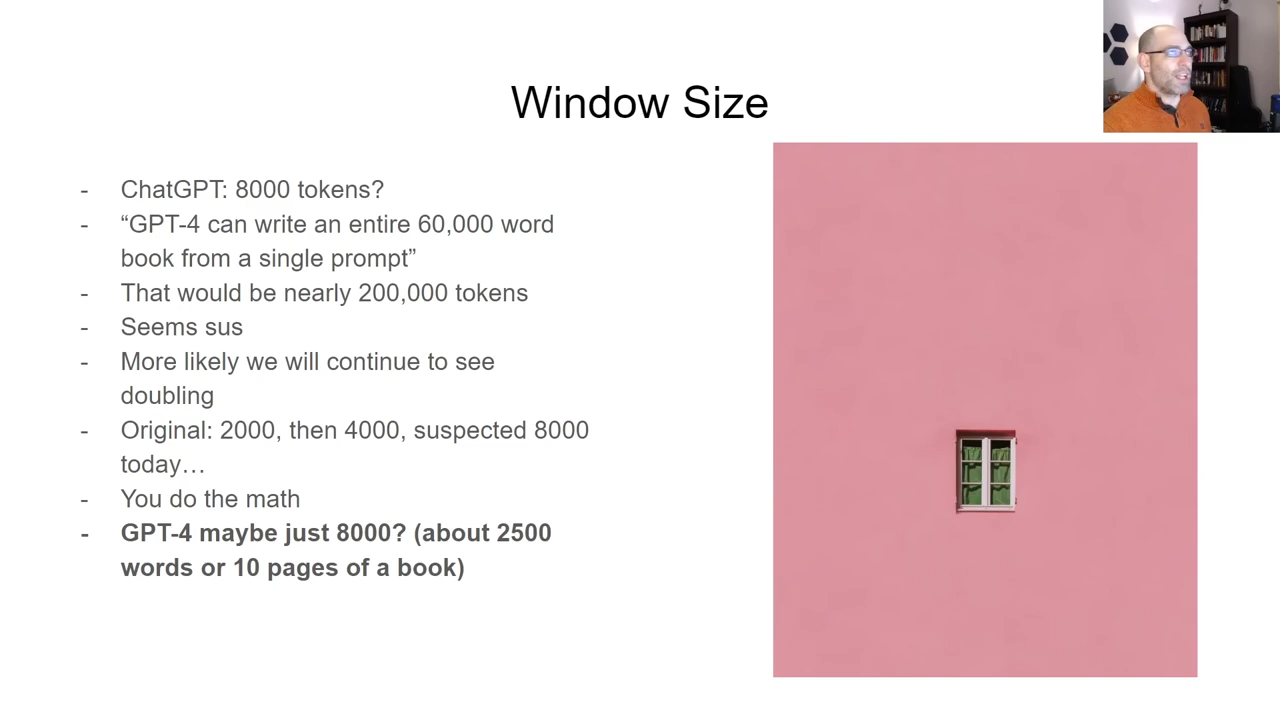 Window Size
- ChatGPT: 8000 tokens?
- “GPT-4 can write an entire 60,000 word
book from a single prompt”
- That would be nearly 200,000 tokens
- Seems sus
- More likely we will continue to see
doubling
- Original: 2000, then 4000, suspected 8000
today…
- You do the math
- GPT-4 maybe just 8000? (about 2500
words or 10 pages of a book)